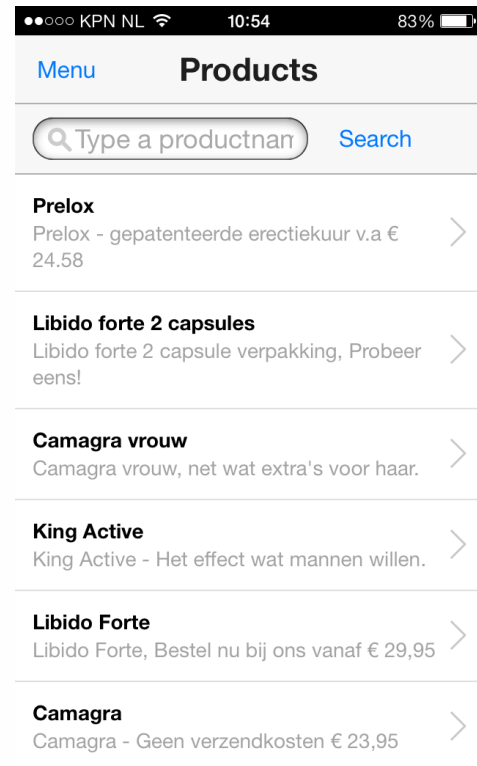 KPN NL 10:54 83%
Menu Products
Type a productnam Search
Prelox
Prelox - gepatenteerde erectiekuur v.a €
24.58
Libido forte 2 capsules
Libido forte 2 capsule verpakking, Probeer
eens!
Camagra vrouw
Camagra vrouw, net wat extra's voor haar.
King Active
King Active - Het effect wat mannen willen.
Libido Forte
Libido Forte, Bestel nu bij ons vanaf € 29,95
Camagra
Camagra - Geen verzendkosten € 23,95